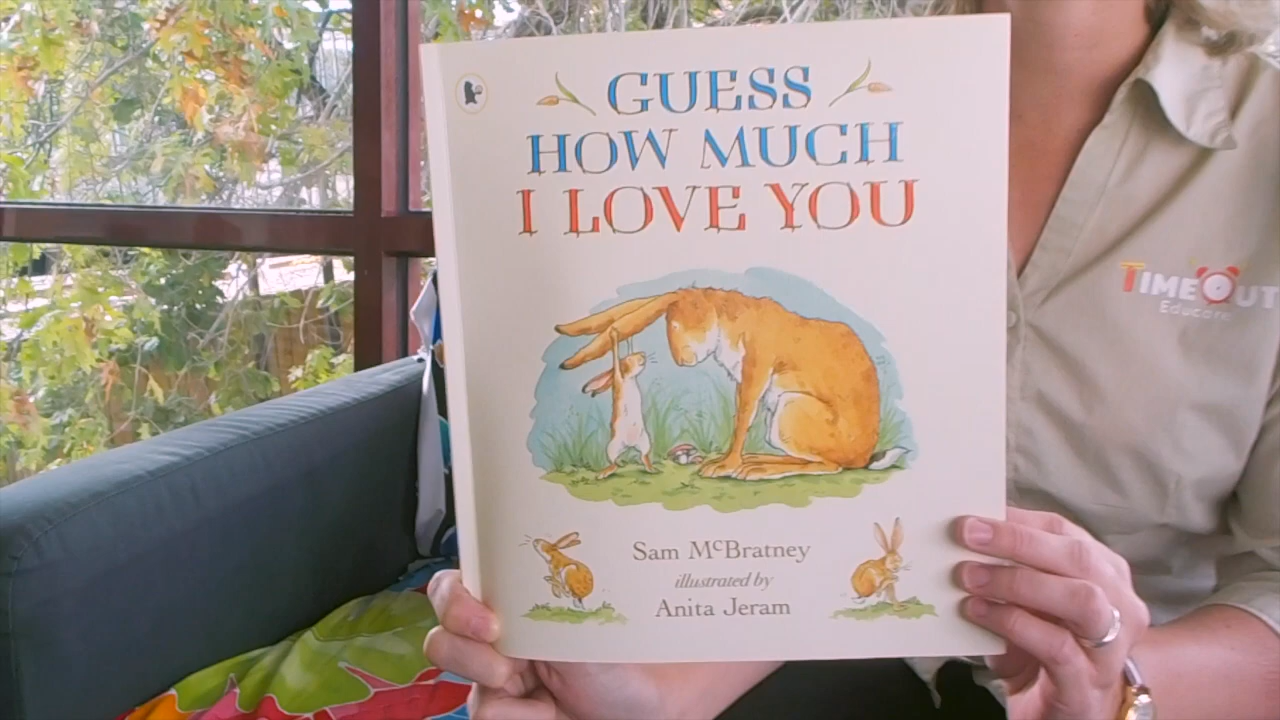 GUESS
HOW MUCH
I LOVE YOU
Sam McBratney
illustrated by
Anita Jeram
TIMEOUT
Educare